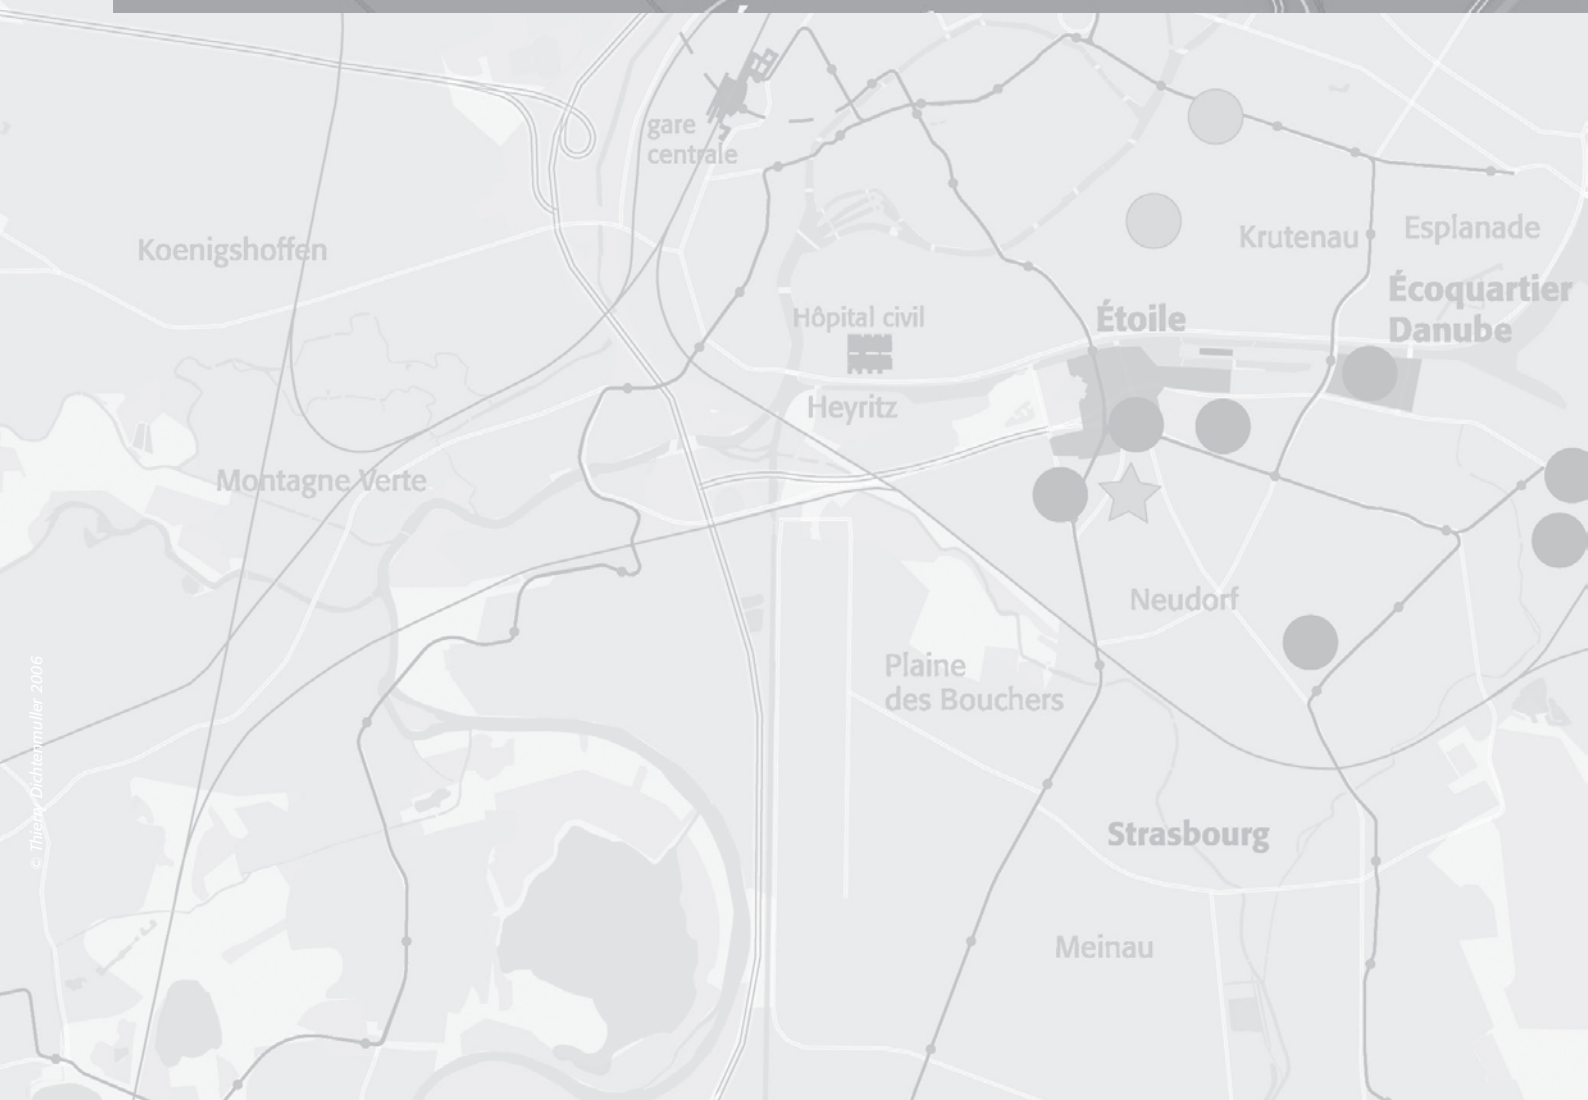 gare
centrale
Koenigshoffen
Krutenau
Esplanade
Écoquartier
Danube
Hôpital civil
Étoile
Heyritz
Montagne Verte
Neudorf
Plaine
des Bouchers
Strasbourg
Meinau
© Thierry Dichtenmuller 2006